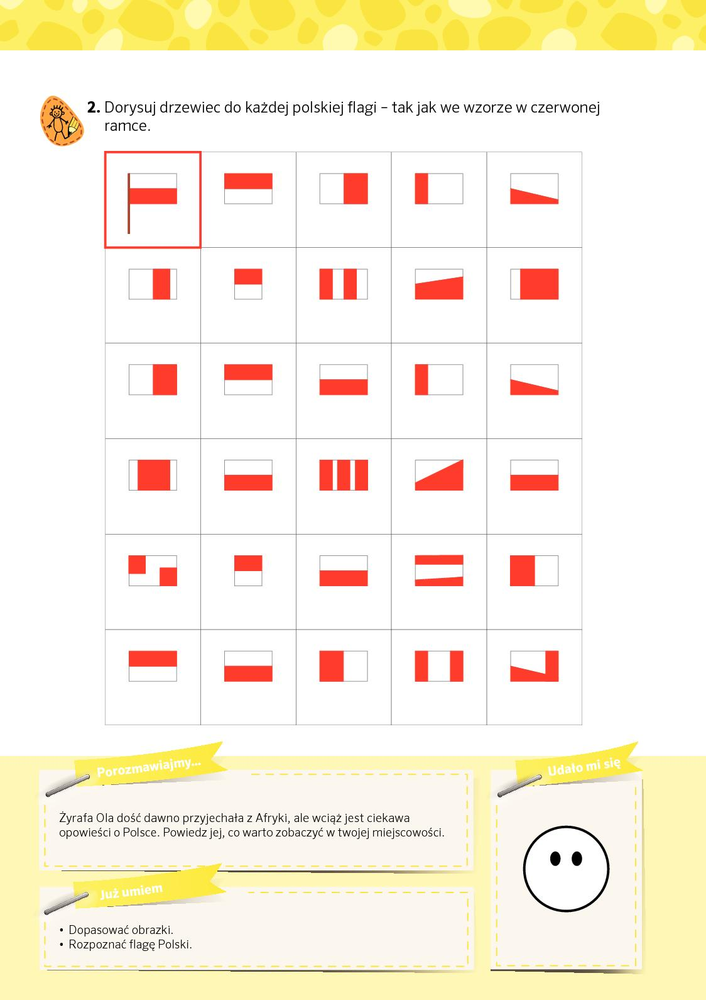 2. Dorysuj drzewiec do każdej polskiej flagi – tak jak we wzorze w czerwonej
ramce.
Porozmawiajmy...
Żyrafa Ola dość dawno przyjechała z Afryki, ale wciąż jest ciekawa
opowieści o Polsce. Powiedz jej, co warto zobaczyć w twojej miejscowości.
Udało mi się
Już umiem
• Dopasować obrazki.
• Rozpoznać flagę Polski.